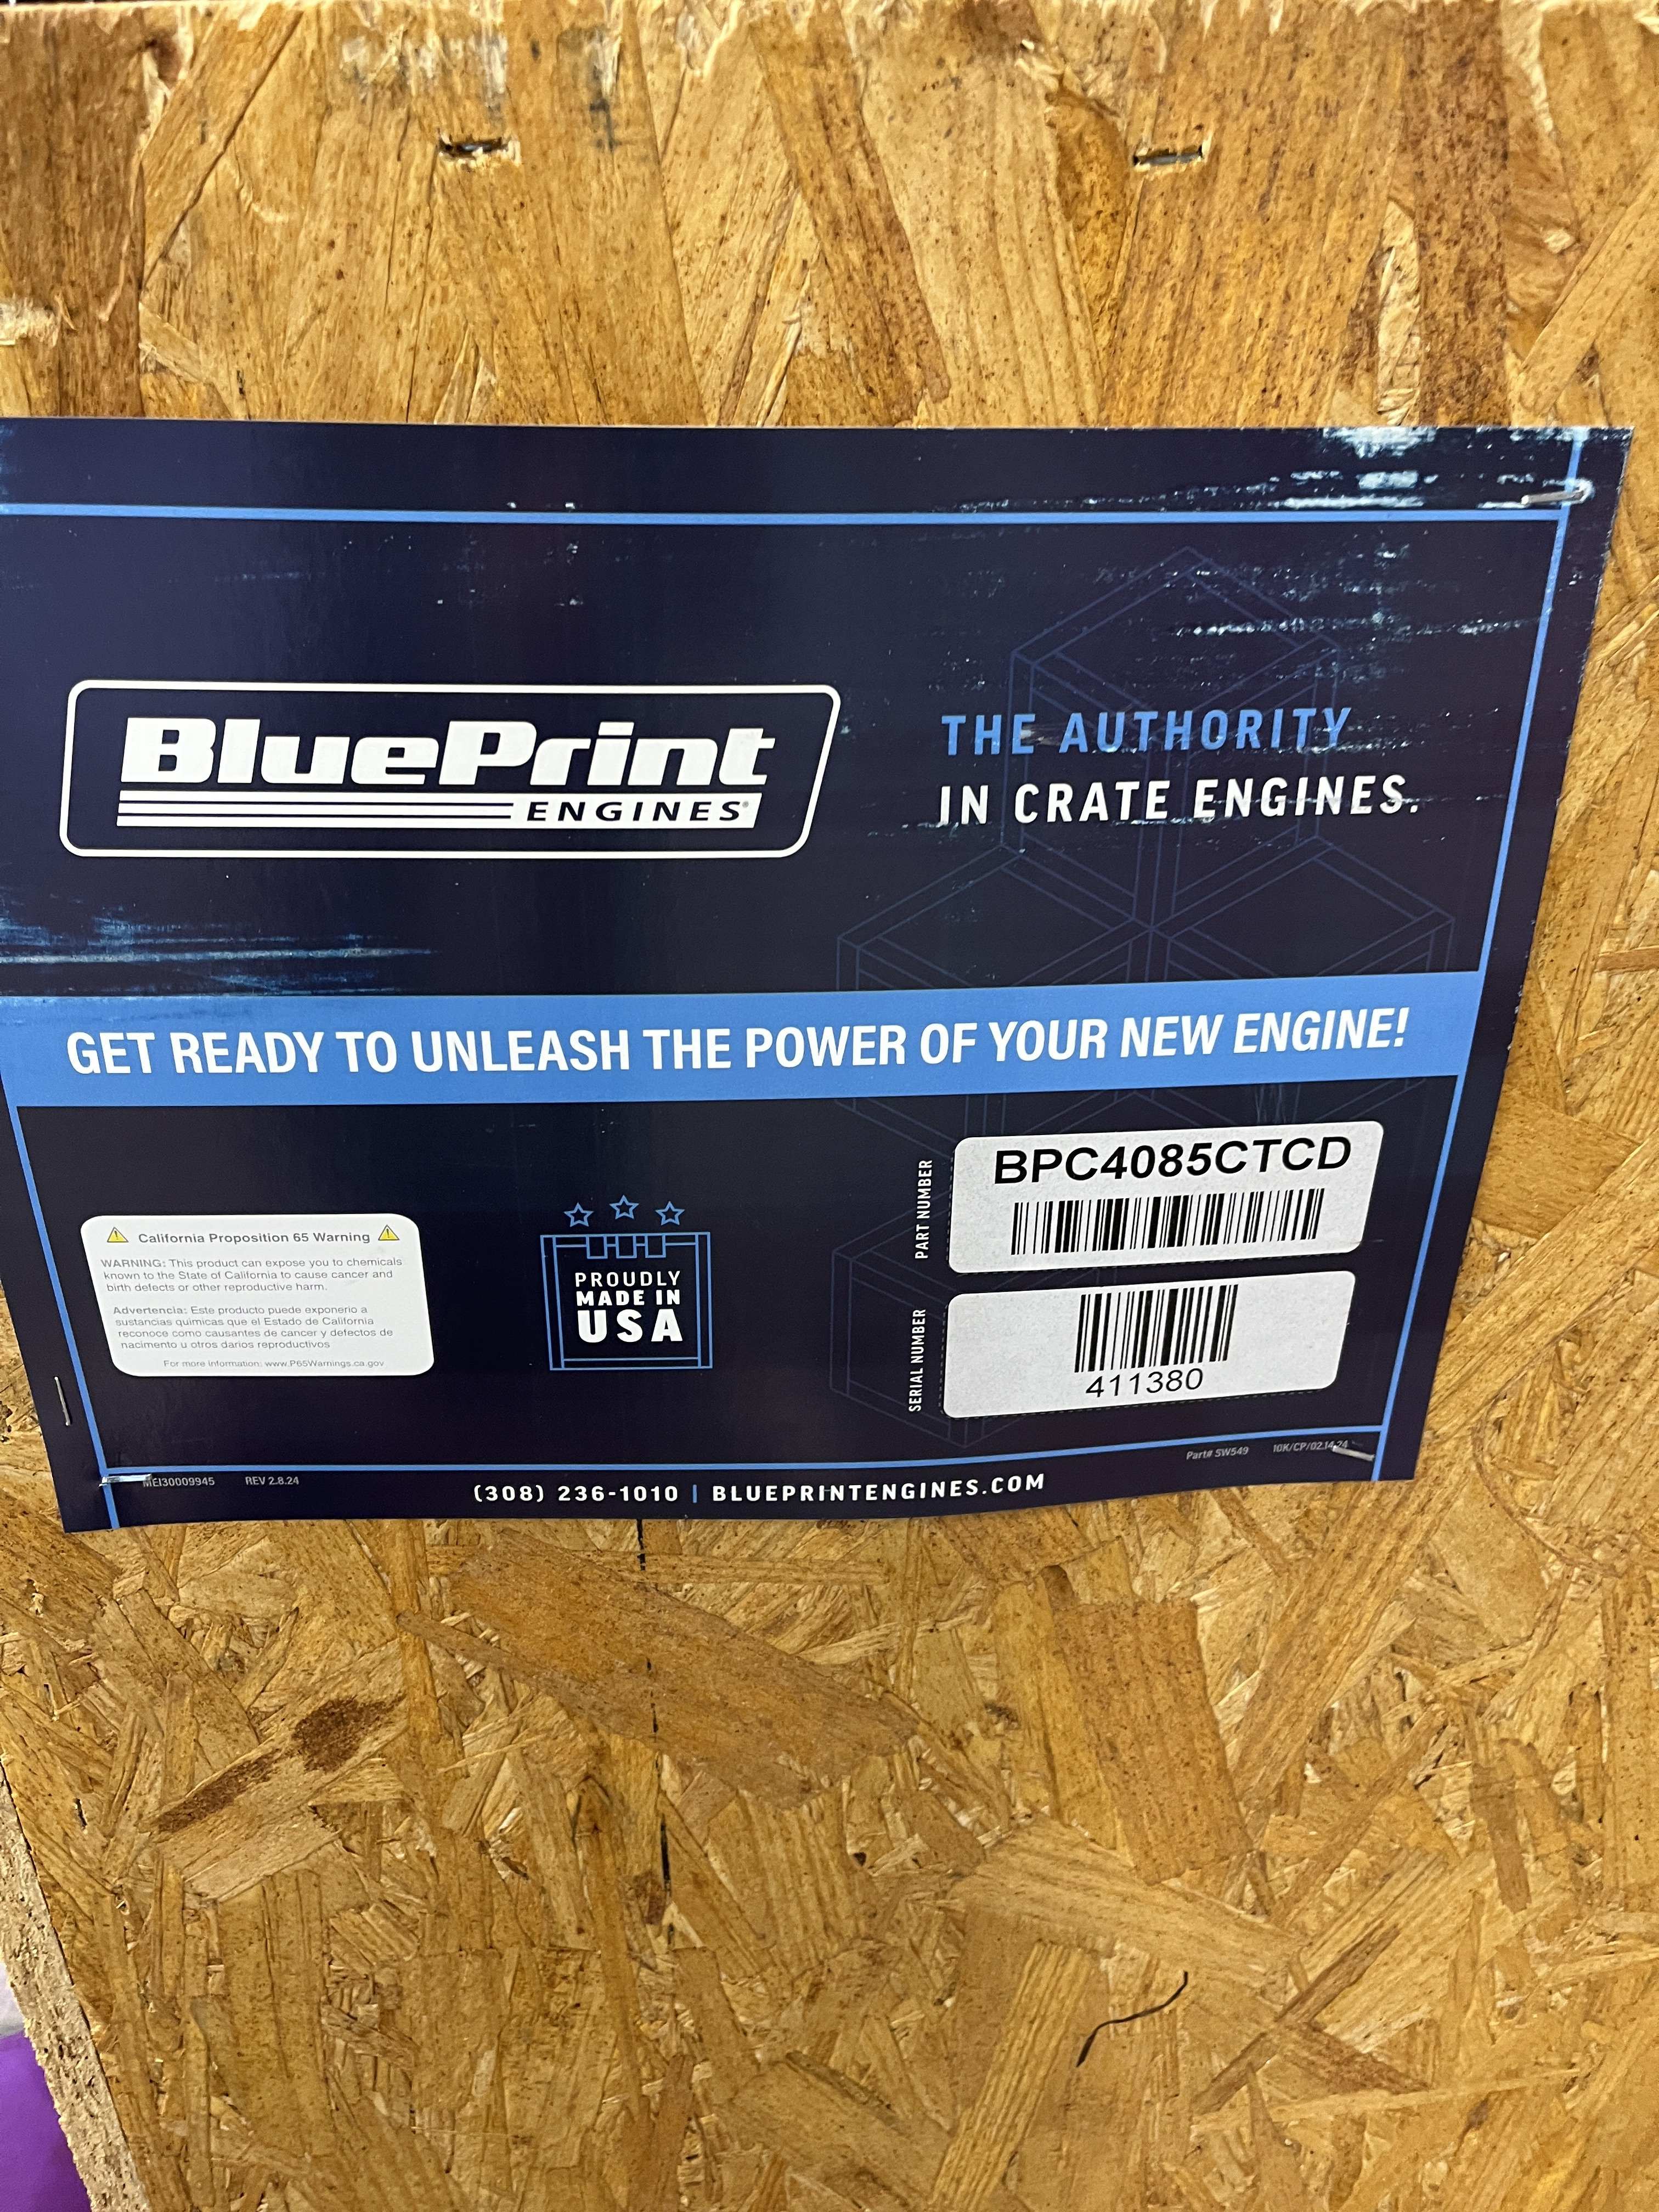 BluePrint
ENGINES®
THE AUTHORITY
IN CRATE ENGINES.
GET READY TO UNLEASH THE POWER OF YOUR NEW ENGINE!
California Proposition 65 Warning
WARNING: This product can expose you to chemicals
known to the State of California to cause cancer and
birth defects or other reproductive harm.
Advertencia: Este producto puede exponerlo a
sustancias químicas que el Estado de California
reconoce como causantes de cancer y defectos de
nacimento u otros darios reproductivos
For more Information: www.P65Warnings.ca.gov
PROUDLY
MADE IN
USA
PART NUMBER
BPC4085CTCD
SERIAL NUMBER
411380
MEI30009945 REV 2.8.24
(308) 236-1010 | BLUEPRINTENGINES.COM
Part# SW549 10K/CP/02.14.24